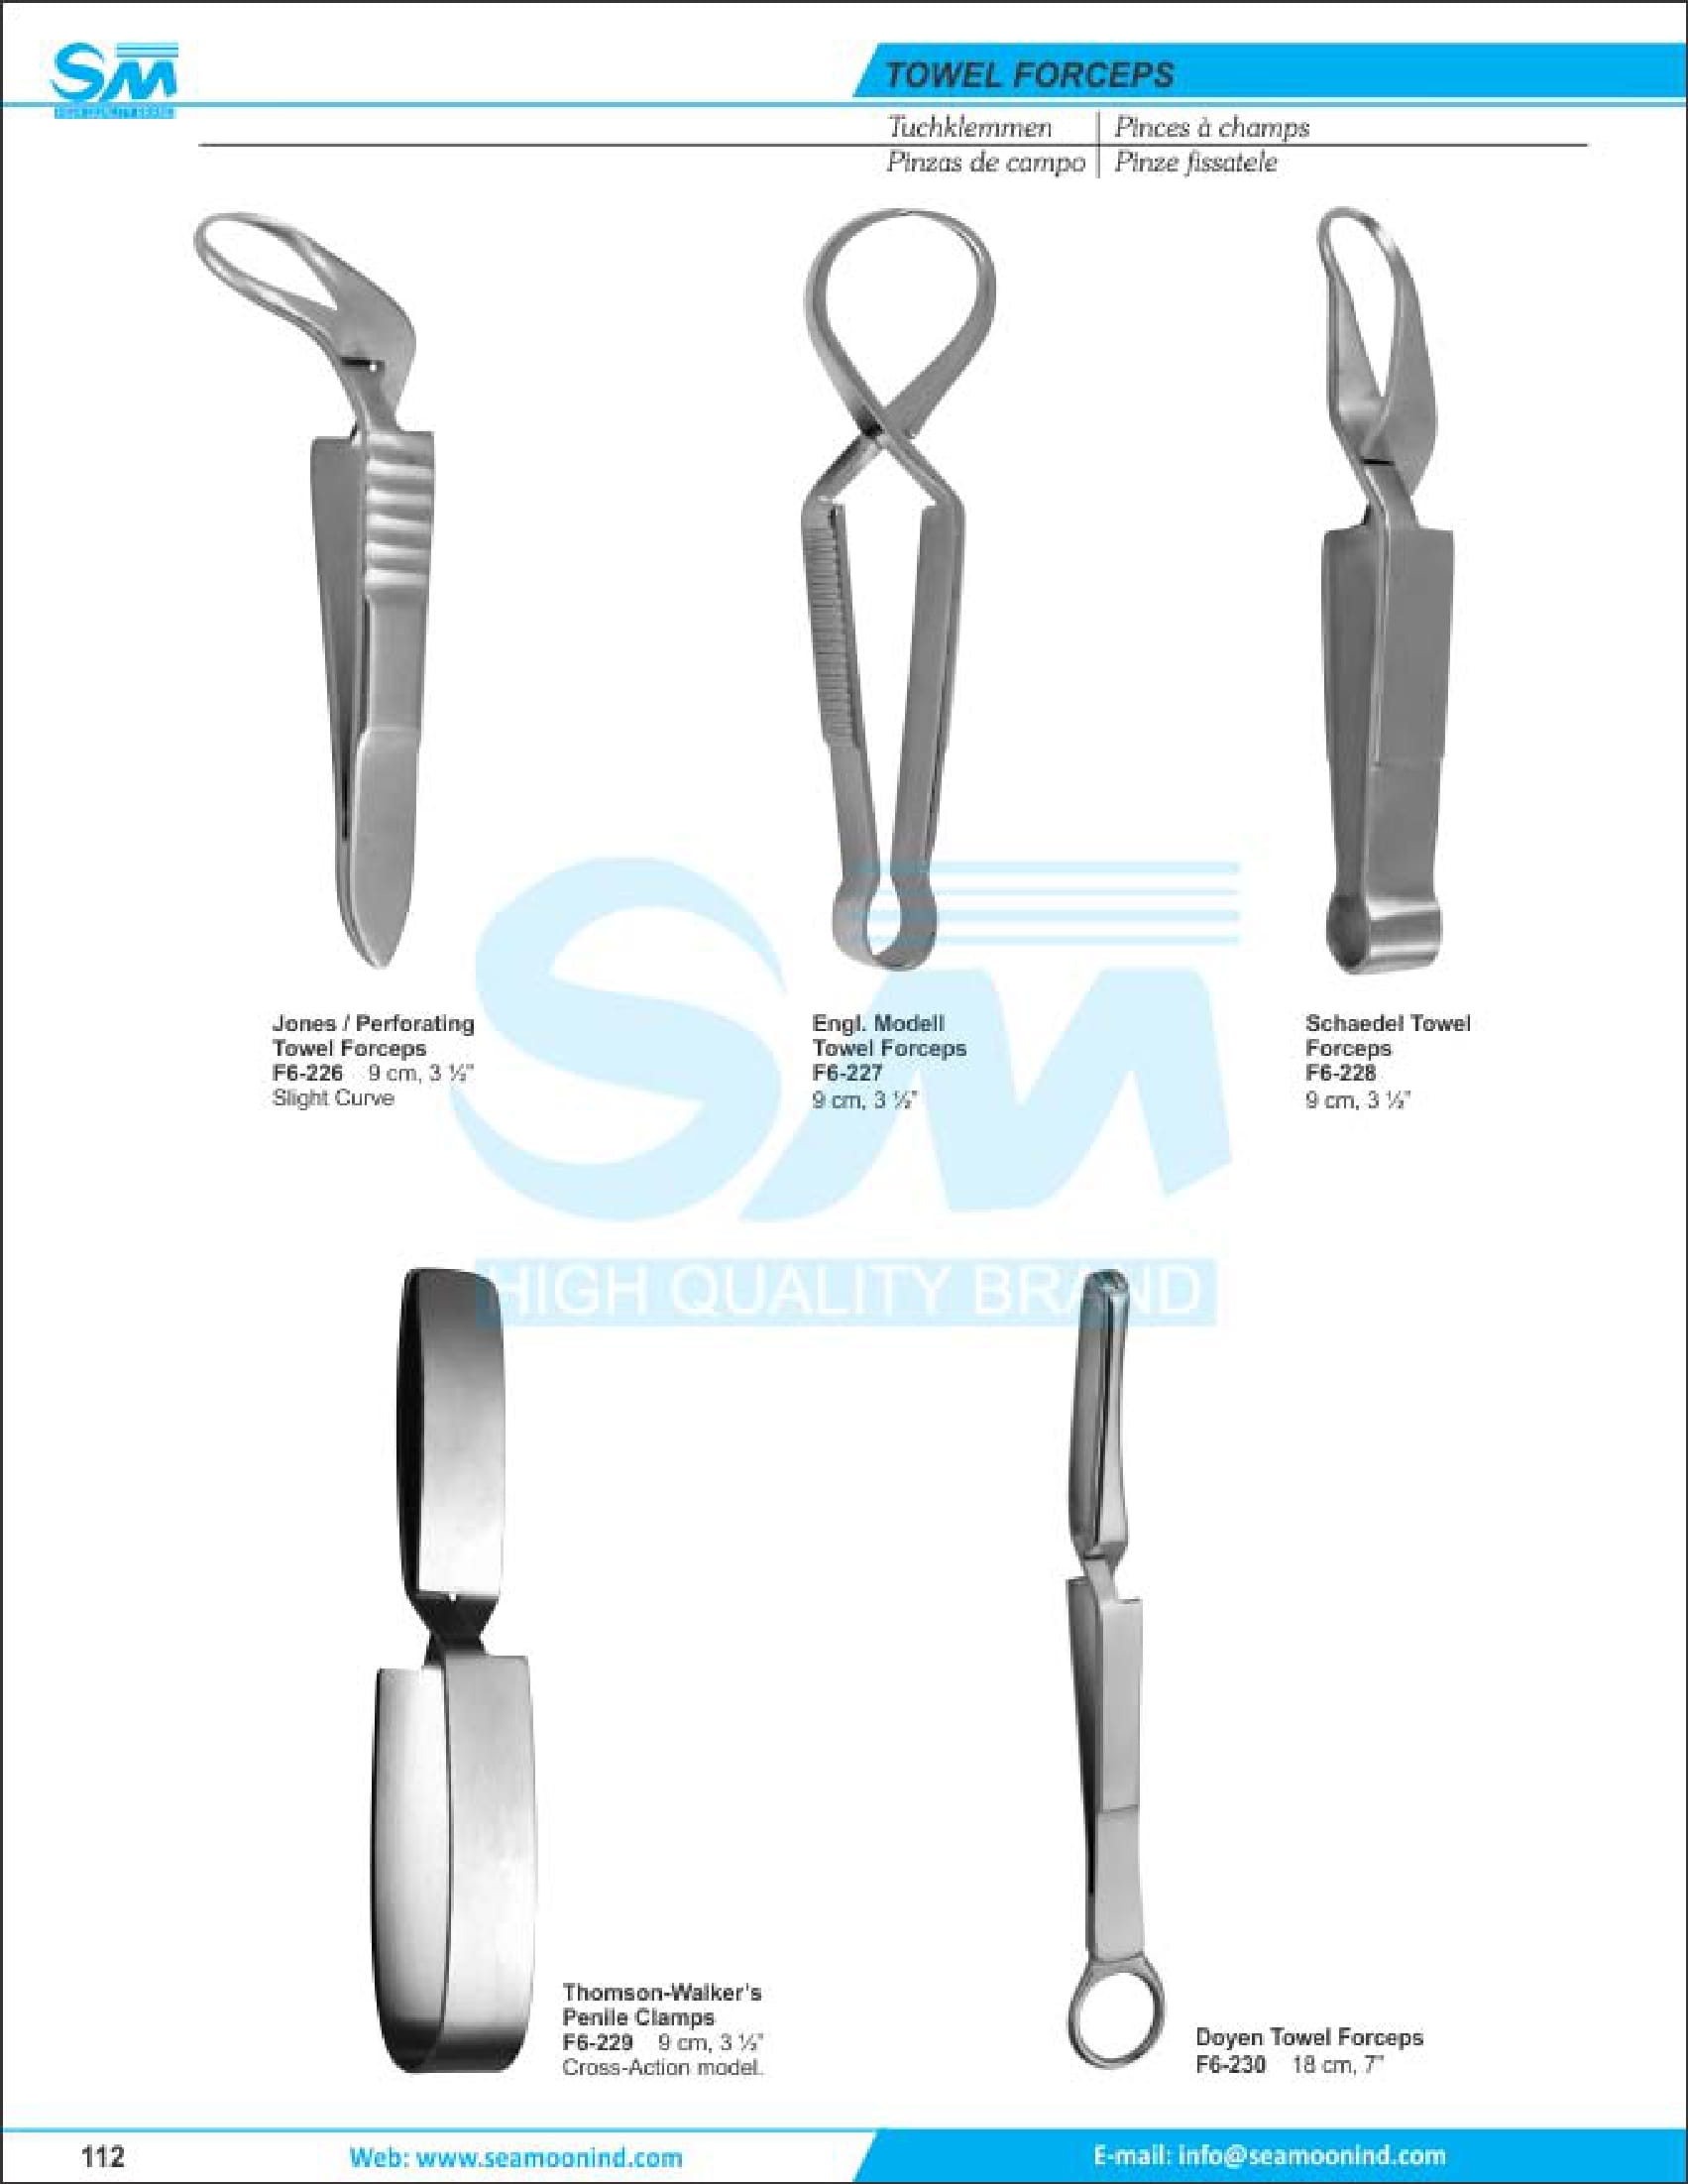 SM
TOWEL FORCEPS
Tuchklemmen
Pinces à champs
Pinzas de campo
Pinze fissatele
Jones / Perforating
Towel Forceps
F6-226 9 cm, 3 ½"
Slight Curve
Engl. Modell
Towel Forceps
F6-227
9 cm, 3 ½"
Schaedel Towel
Forceps
F6-228
9 cm, 3 ½"
SM
HIGH QUALITY BRAND
Thomson-Walker's
Penile Clamps
F6-229 9 cm, 3 ½"
Cross-Action model.
Doyen Towel Forceps
F6-230 18 cm, 7"
112
Web: www.seamoonind.com
E-mail: info@seamoonind.com